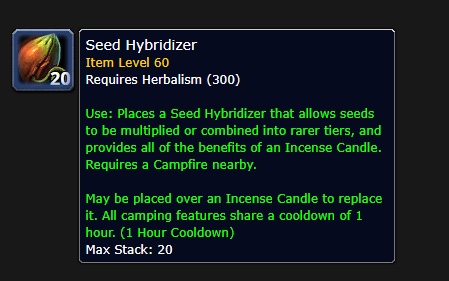 20
Seed Hybridizer
Item Level 60
Requires Herbalism (300)
Use: Places a Seed Hybridizer that allows seeds
to be multiplied or combined into rarer tiers, and
provides all of the benefits of an Incense Candle.
Requires a Campfire nearby.
May be placed over an Incense Candle to replace
it. All camping features share a cooldown of 1
hour. (1 Hour Cooldown)
Max Stack: 20